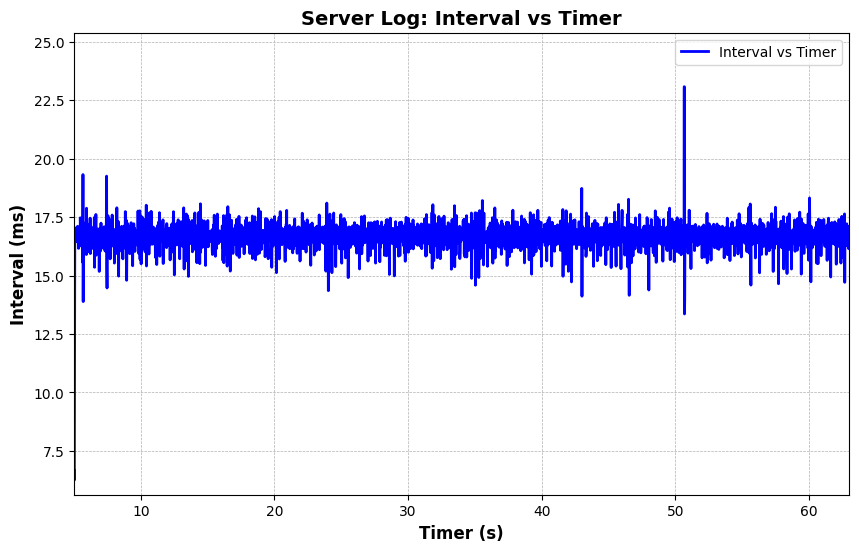 Server Log: Interval vs Timer
Interval vs Timer
25.0
22.5
20.0
17.5
15.0
12.5
10.0
7.5
Interval (ms)
10 20 30 40 50 60
Timer (s)